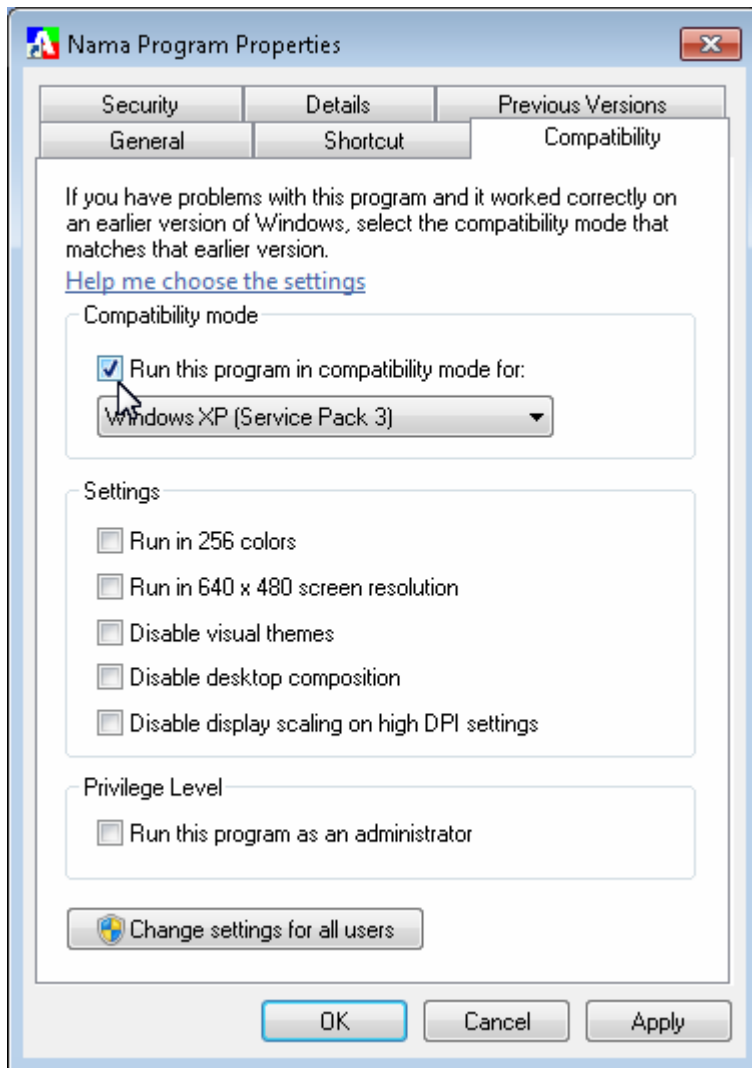 Nama Program Properties
Security Details Previous Versions
General Shortcut Compatibility
If you have problems with this program and it worked correctly on
an earlier version of Windows, select the compatibility mode that
matches that earlier version.
Help me choose the settings
Compatibility mode
Run this program in compatibility mode for:
Windows XP (Service Pack 3)
Settings
Run in 256 colors
Run in 640 x 480 screen resolution
Disable visual themes
Disable desktop composition
Disable display scaling on high DPI settings
Privilege Level
Run this program as an administrator
Change settings for all users
OK Cancel Apply